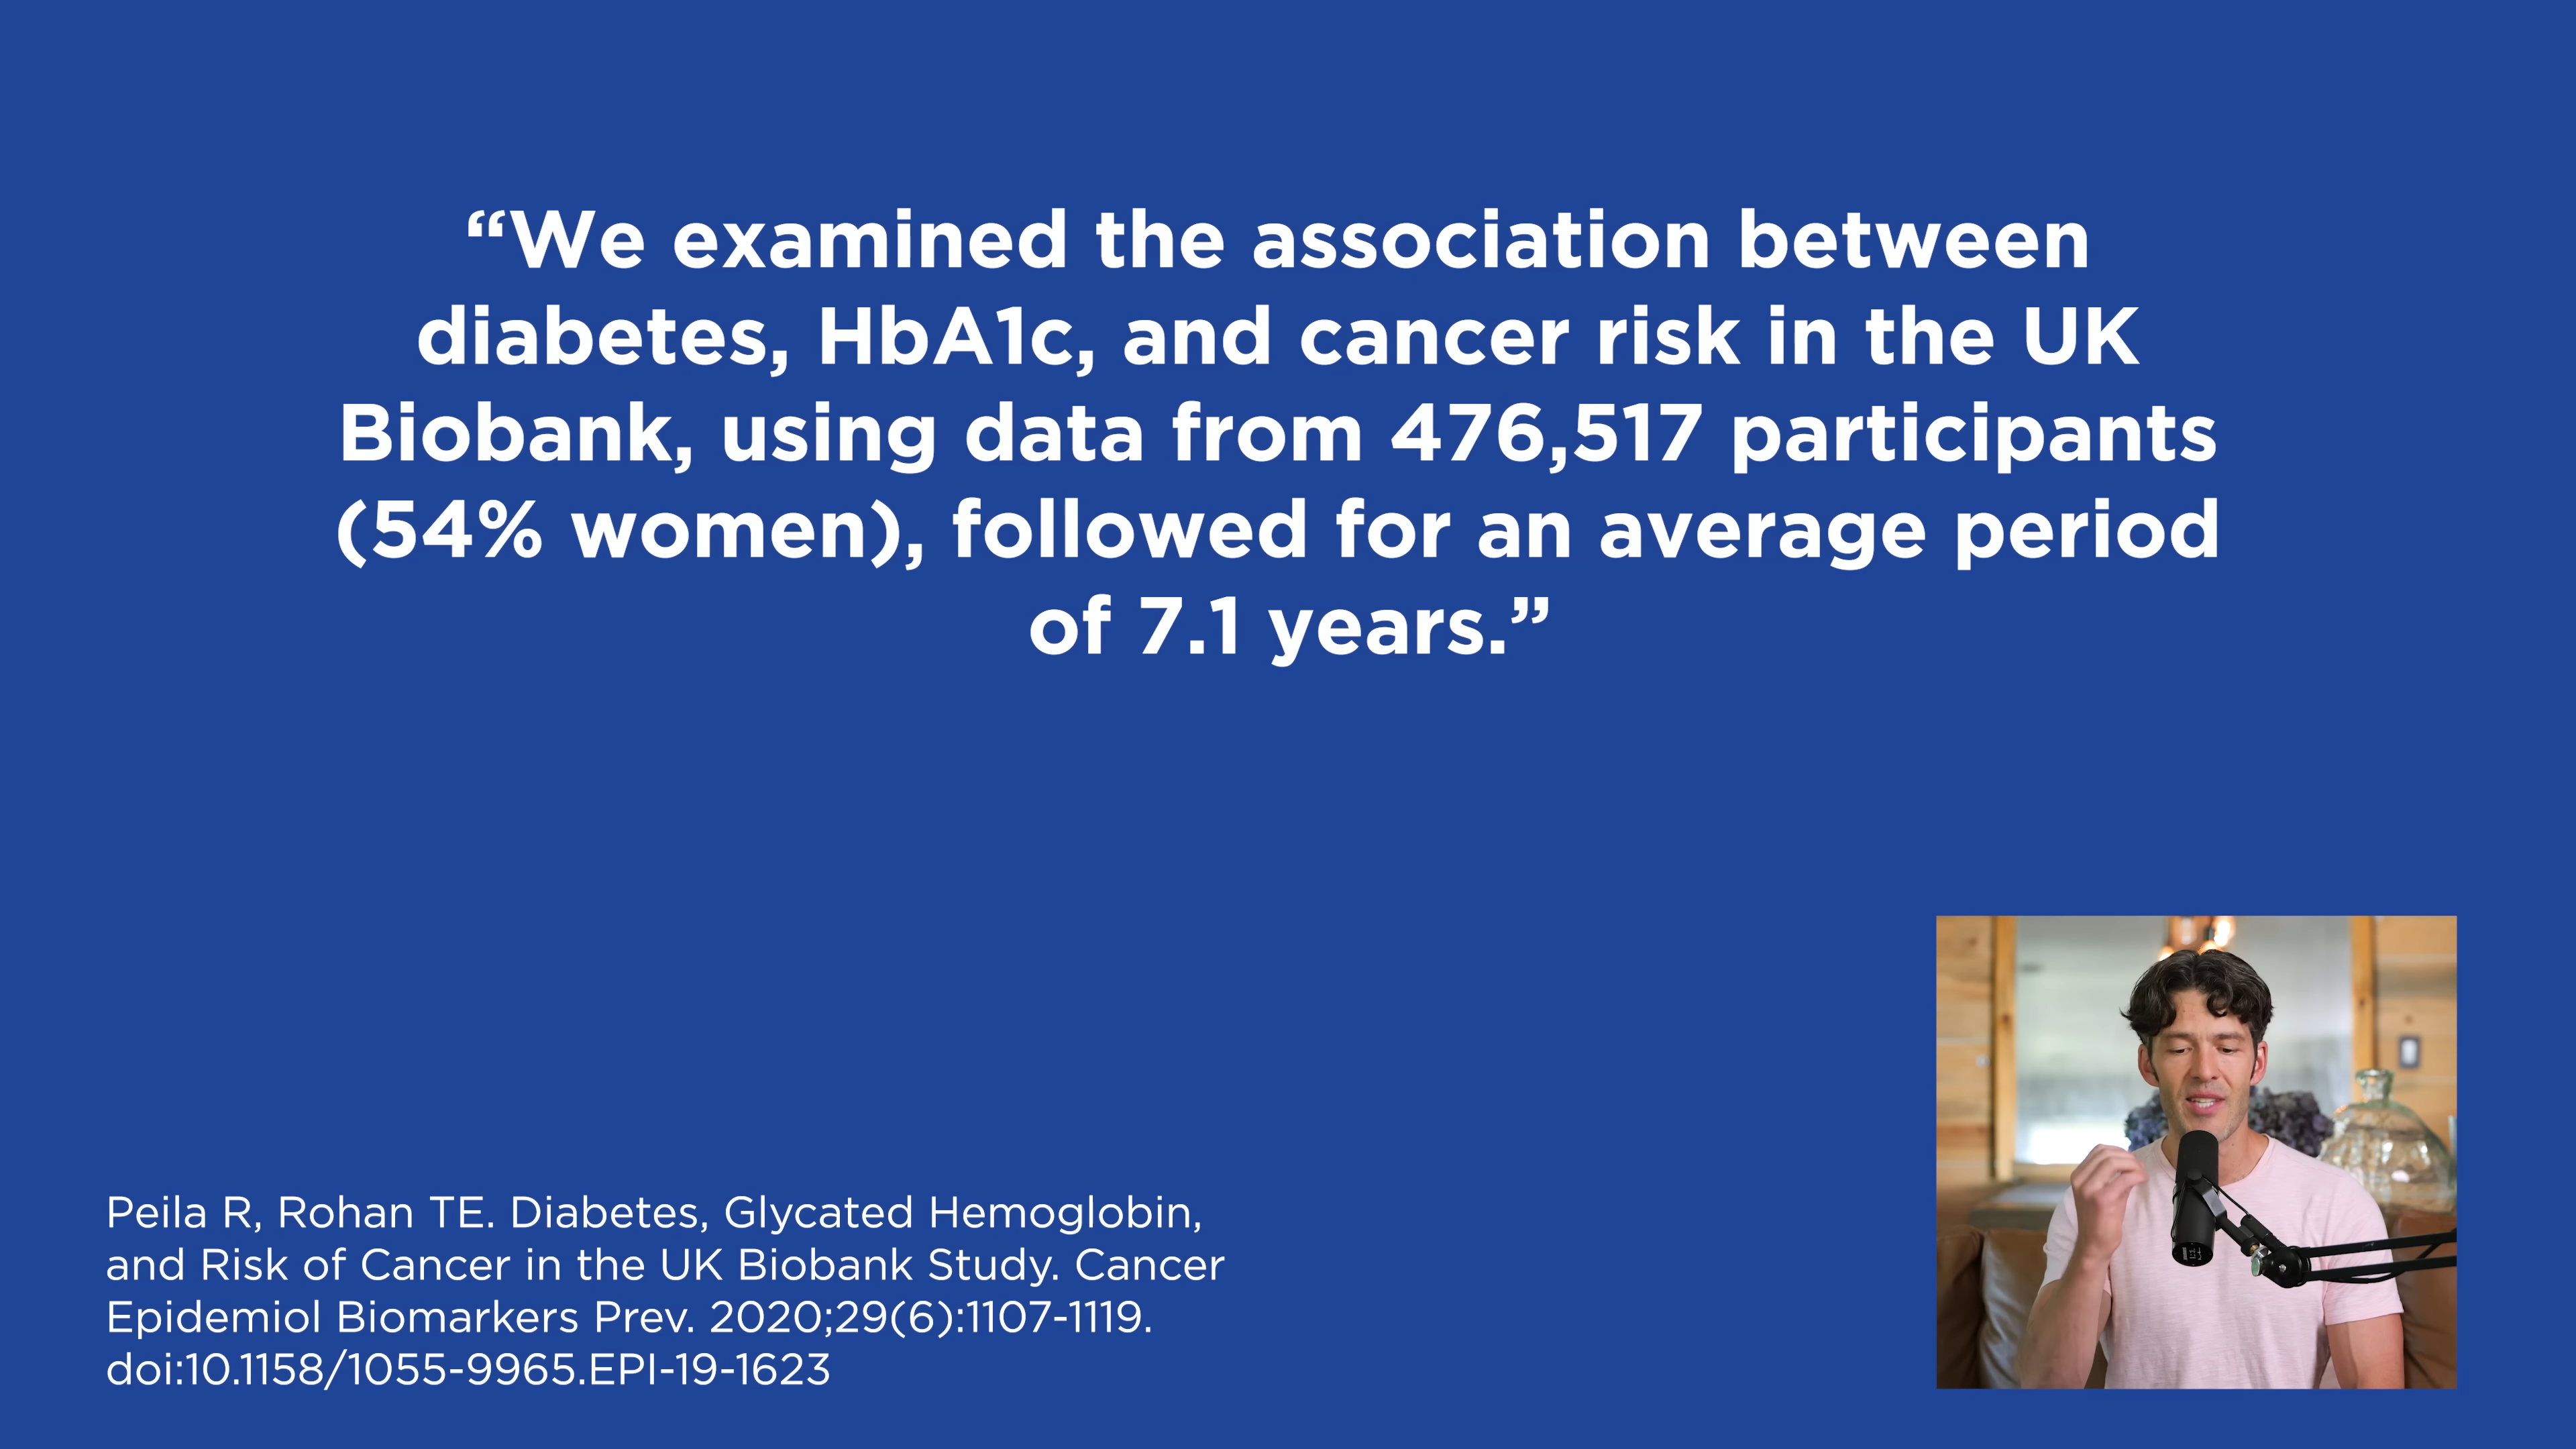 “We examined the association between
diabetes, HbA1c, and cancer risk in the UK
Biobank, using data from 476,517 participants
(54% women), followed for an average period
of 7.1 years.”
Peila R, Rohan TE. Diabetes, Glycated Hemoglobin,
and Risk of Cancer in the UK Biobank Study. Cancer
Epidemiol Biomarkers Prev. 2020;29(6):1107-1119.
doi:10.1158/1055-9965.EPI-19-1623